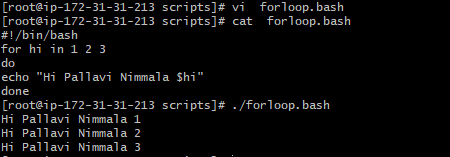 [root@ip-172-31-31-213 scripts]# vi  forloop.bash
[root@ip-172-31-31-213 scripts]# cat  forloop.bash
#!/bin/bash
for hi in 1 2 3
do
echo "Hi Pallavi Nimmala $hi"
done
[root@ip-172-31-31-213 scripts]# ./forloop.bash
Hi Pallavi Nimmala 1
Hi Pallavi Nimmala 2
Hi Pallavi Nimmala 3